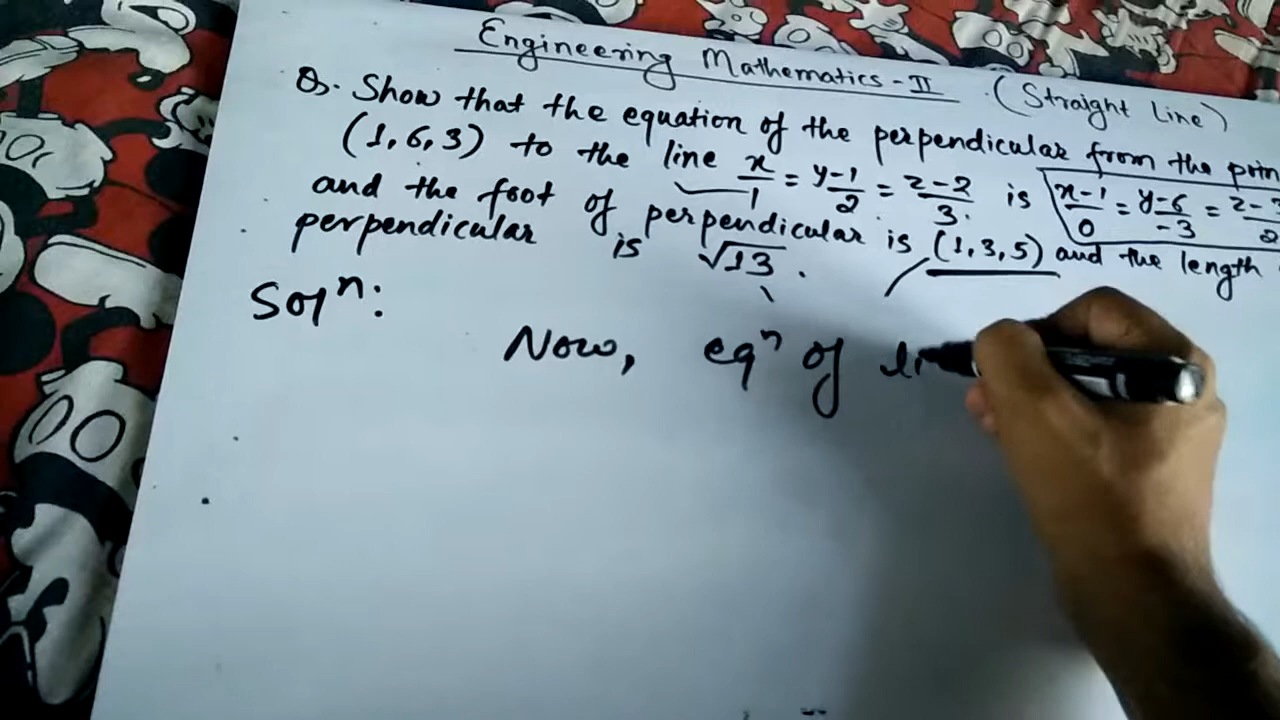 Engineering Mathematics-II (Straight Line)
Q. Show that the equation of the perpendicular from the
(1,6,3) to the line x/1 = y-1/2 = z-2/3 is x-1/0 = y-6/-3 = z-3/2
and the foot of perpendicular is (1,3,5) and the length
perpendicular is √13.
Solⁿ:
Now, eqⁿ of